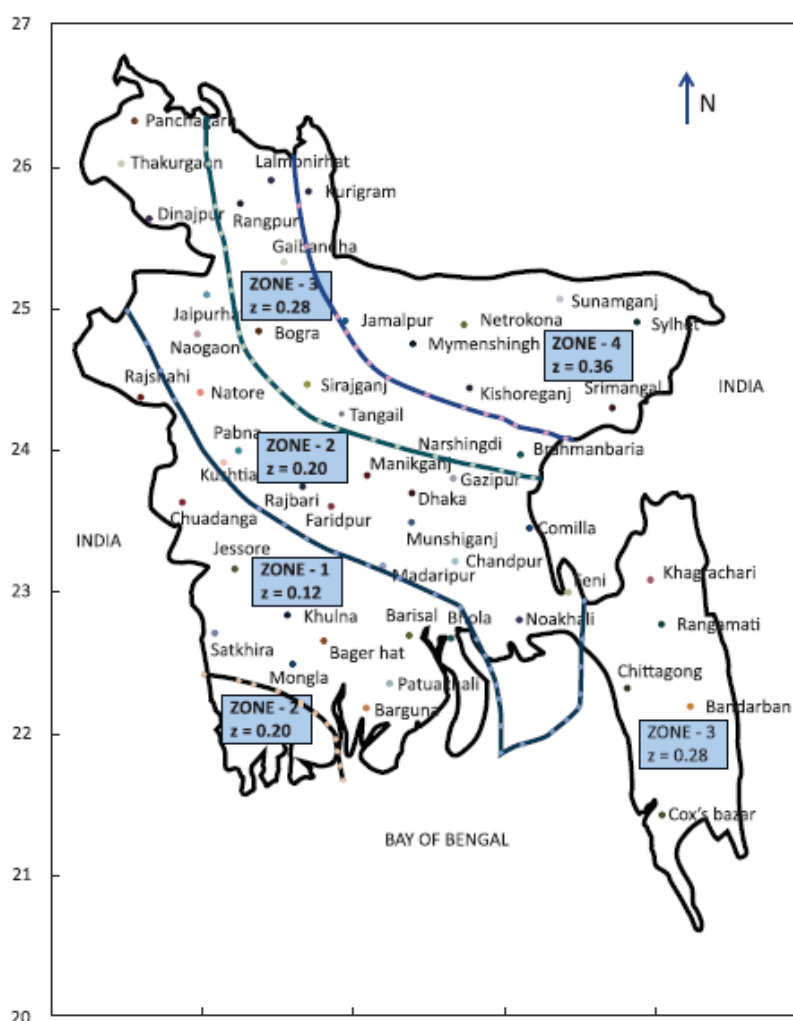 27
N
Panchagarh
26
Thakurgaon
Lalmonirhat
Kurigram
Dinajpur
Rangpur
Gaibandha
ZONE - 3
z = 0.28
Sunamganj
25
Jaipurha
Jamalpur
Netrokona
Sylhet
Naogaon
Bogra
Mymenshingh
ZONE - 4
z = 0.36
Rajshahi
Natore
Sirajganj
Kishoreganj
Srimangal
INDIA
Tangail
24
Pabna
ZONE - 2
z = 0.20
Narshingdi
Brahmanbaria
Kushtia
Manikganj
Gazipur
Rajbari
Dhaka
Chuadanga
Faridpur
INDIA
Munshiganj
Comilla
Jessore
Chandpur
23
ZONE - 1
z = 0.12
Madaripur
Feni
Khagrachari
Khulna
Barisal
Bhola
Noakhali
Rangamati
Satkhira
Bager hat
Mongla
Patuakhali
Chittagong
22
ZONE - 2
z = 0.20
Barguna
Bandarban
ZONE - 3
z = 0.28
Cox's bazar
BAY OF BENGAL
21
20